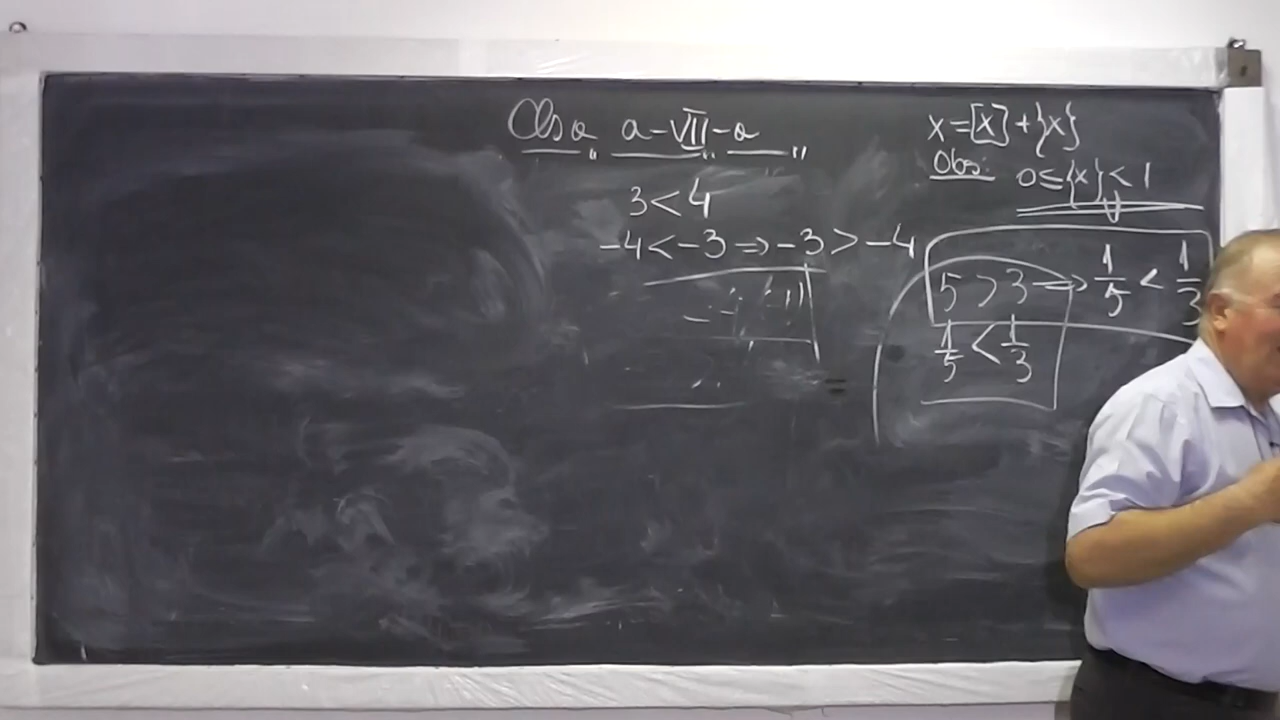 Clsa a-VII-a
3<4
-4<-3 ⇒ -3>-4
x=[x]+{x}
Obs: 0≤{x}<1
5>3 ⇒ 1/5 < 1/3
1/5 < 1/3